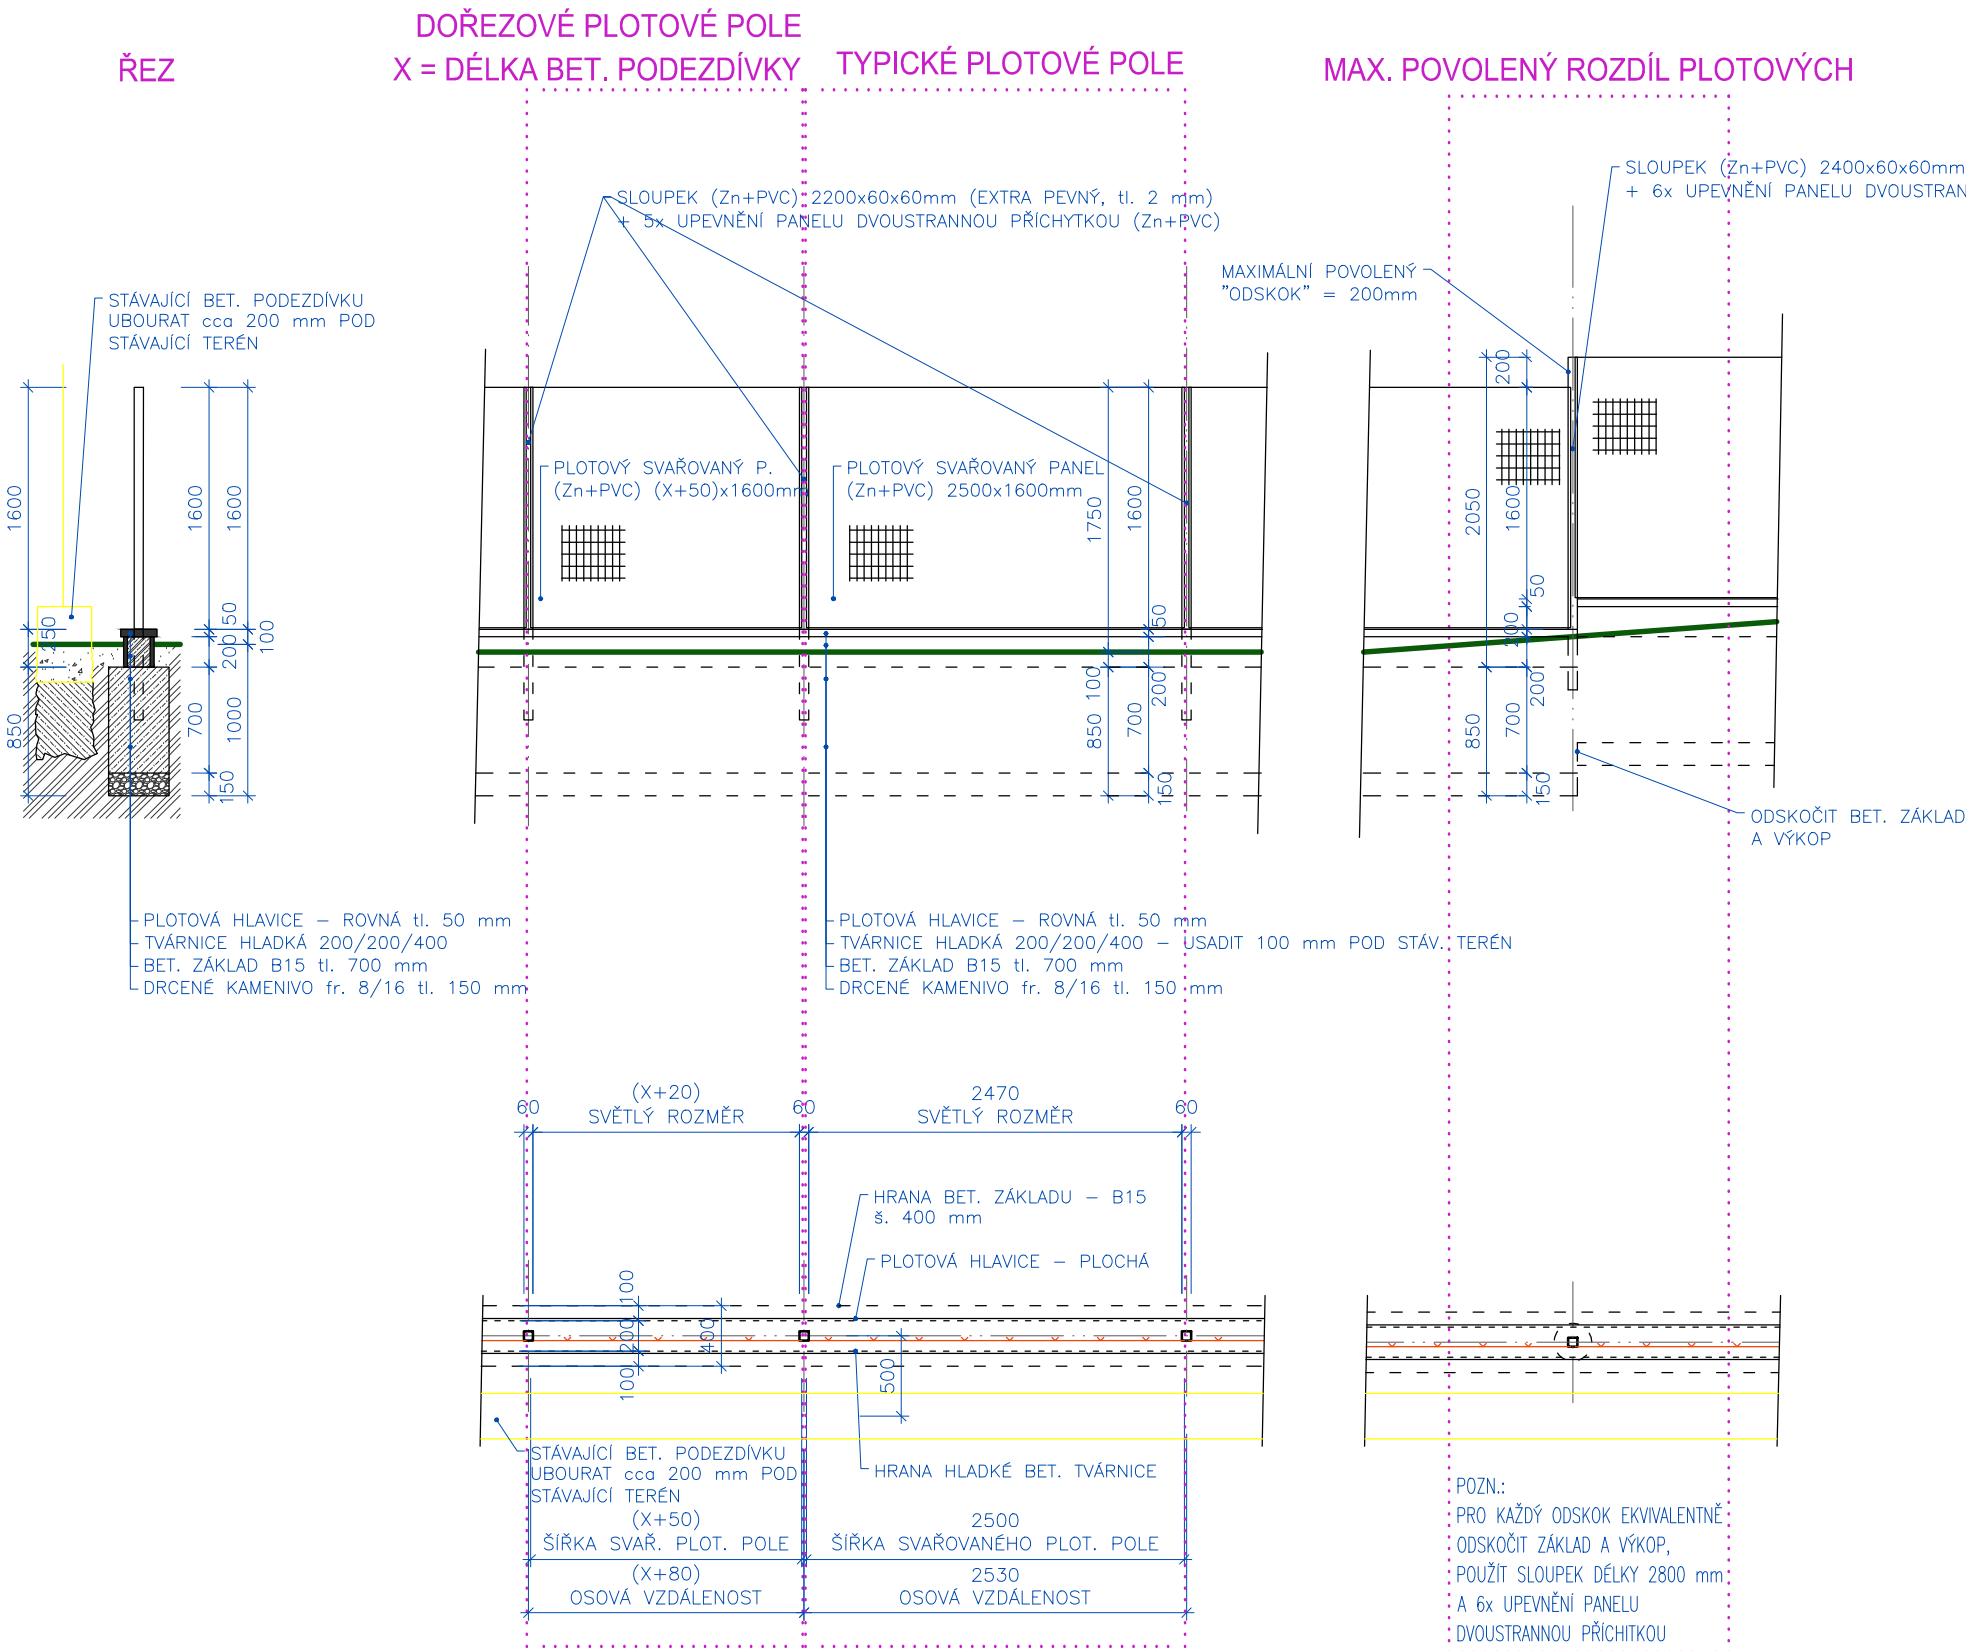 DOŘEZOVÉ PLOTOVÉ POLE
ŘEZ
X = DÉLKA BET. PODEZDÍVKY
TYPICKÉ PLOTOVÉ POLE
MAX. POVOLENÝ ROZDÍL PLOTOVÝCH
SLOUPEK (Zn+PVC) 2200x60x60mm (EXTRA PEVNÝ, tl. 2 mm)
+ 5x UPEVNĚNÍ PANELU DVOUSTRANNOU PŘÍCHYTKOU (Zn+PVC)
SLOUPEK (Zn+PVC) 2400x60x60mm
+ 6x UPEVNĚNÍ PANELU DVOUSTRAN
MAXIMÁLNÍ POVOLENÝ
"ODSKOK" = 200mm
STÁVAJÍCÍ BET. PODEZDÍVKU
UBOURAT cca 200 mm POD
STÁVAJÍCÍ TERÉN
PLOTOVÝ SVAŘOVANÝ P.
(Zn+PVC) (X+50)x1600mm
PLOTOVÝ SVAŘOVANÝ PANEL
(Zn+PVC) 2500x1600mm
1600
850
250
1600
200
700
150
1600
50
100
1000
1750
100
850
1600
50
200
700
150
200
2050
1600
50
200
200
850
700
150
ODSKOČIT BET. ZÁKLAD
A VÝKOP
PLOTOVÁ HLAVICE – ROVNÁ tl. 50 mm
TVÁRNICE HLADKÁ 200/200/400
BET. ZÁKLAD B15 tl. 700 mm
DRCENÉ KAMENIVO fr. 8/16 tl. 150 mm
PLOTOVÁ HLAVICE – ROVNÁ tl. 50 mm
TVÁRNICE HLADKÁ 200/200/400 – USADIT 100 mm POD STÁV. TERÉN
BET. ZÁKLAD B15 tl. 700 mm
DRCENÉ KAMENIVO fr. 8/16 tl. 150 mm
60
(X+20)
SVĚTLÝ ROZMĚR
60
2470
SVĚTLÝ ROZMĚR
60
HRANA BET. ZÁKLADU – B15
š. 400 mm
PLOTOVÁ HLAVICE – PLOCHÁ
100
200
100
400
500
STÁVAJÍCÍ BET. PODEZDÍVKU
UBOURAT cca 200 mm POD
STÁVAJÍCÍ TERÉN
HRANA HLADKÉ BET. TVÁRNICE
(X+50)
ŠÍŘKA SVAŘ. PLOT. POLE
2500
ŠÍŘKA SVAŘOVANÉHO PLOT. POLE
(X+80)
OSOVÁ VZDÁLENOST
2530
OSOVÁ VZDÁLENOST
POZN.:
PRO KAŽDÝ ODSKOK EKVIVALENTNĚ
ODSKOČIT ZÁKLAD A VÝKOP,
POUŽÍT SLOUPEK DÉLKY 2800 mm
A 6x UPEVNĚNÍ PANELU
DVOUSTRANNOU PŘÍCHITKOU